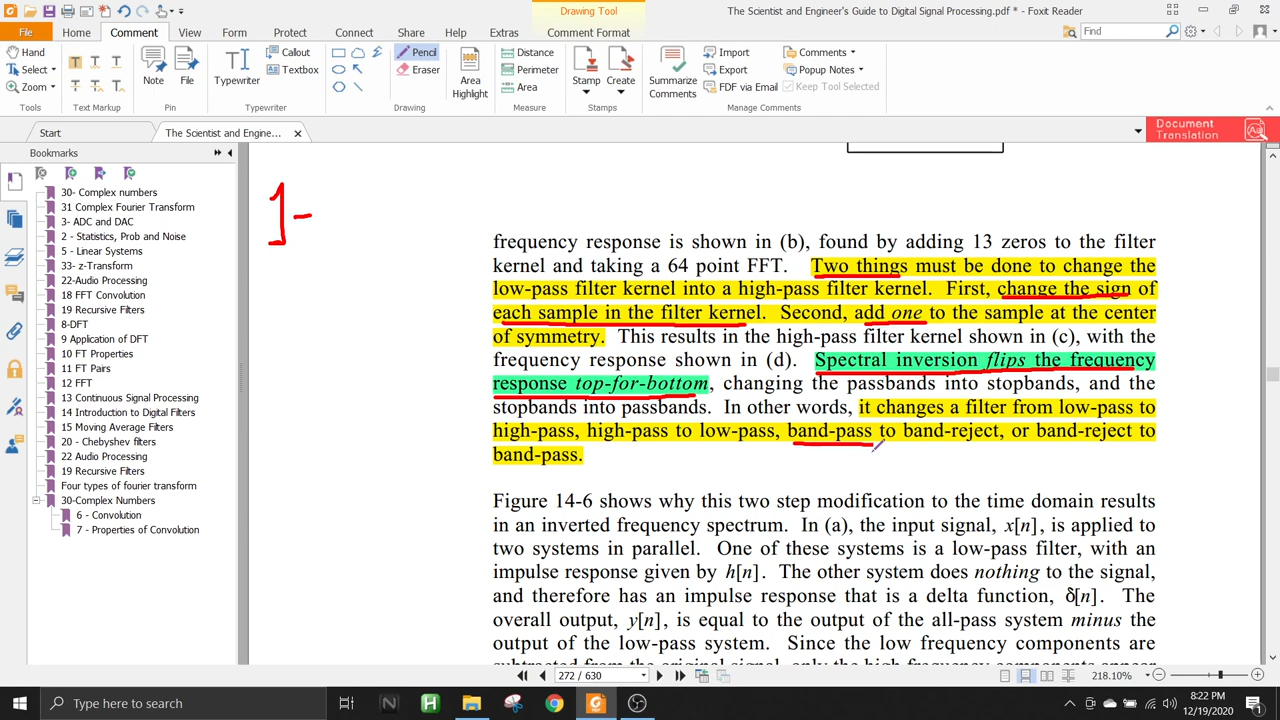 Drawing Tool
The Scientist and Engineer's Guide to Digital Signal Processing.pdf * - Foxit Reader
File Home Comment View Form Protect Share Help Extras Comment Format Find
Hand
Select
Zoom
Tools
Text Markup
Note
File
Pin
Typewriter
Callout
Textbox
Typewriter
Pencil
Eraser
Drawing
Area
Highlight
Distance
Perimeter
Area
Measure
Stamp
Create
Stamps
Summarize
Comments
Import
Export
FDF via Email
Comments
Popup Notes
Keep Tool Selected
Manage Comments
Start
The Scientist and Enginee...
Document
Translation
Bookmarks
30- Complex numbers
31 Complex Fourier Transform
3- ADC and DAC
2 - Statistics, Prob and Noise
5 - Linear Systems
33- z-Transform
22-Audio Processing
18 FFT Convolution
19 Recursive Filters
8-DFT
9 Application of DFT
10 FT Properties
11 FT Pairs
12 FFT
13 Continuous Signal Processing
14 Introduction to Digital Filters
15 Moving Average Filters
20 - Chebyshev filters
22 Audio Processing
19 Recursive Filters
Four types of fourier transform
30-Complex Numbers
6 - Convolution
7 - Properties of Convolution
1-
frequency response is shown in (b), found by adding 13 zeros to the filter
kernel and taking a 64 point FFT. Two things must be done to change the
low-pass filter kernel into a high-pass filter kernel. First, change the sign of
each sample in the filter kernel. Second, add one to the sample at the center
of symmetry. This results in the high-pass filter kernel shown in (c), with the
frequency response shown in (d). Spectral inversion flips the frequency
response top-for-bottom, changing the passbands into stopbands, and the
stopbands into passbands. In other words, it changes a filter from low-pass to
high-pass, high-pass to low-pass, band-pass to band-reject, or band-reject to
band-pass.
Figure 14-6 shows why this two step modification to the time domain results
in an inverted frequency spectrum. In (a), the input signal, x[n], is applied to
two systems in parallel. One of these systems is a low-pass filter, with an
impulse response given by h[n]. The other system does nothing to the signal,
and therefore has an impulse response that is a delta function, δ[n]. The
overall output, y[n], is equal to the output of the all-pass system minus the
output of the low-pass system. Since the low frequency components are
subtracted from the original signal, only the high frequency components appear
272 / 630
218.10%
Type here to search
8:22 PM
12/19/2020